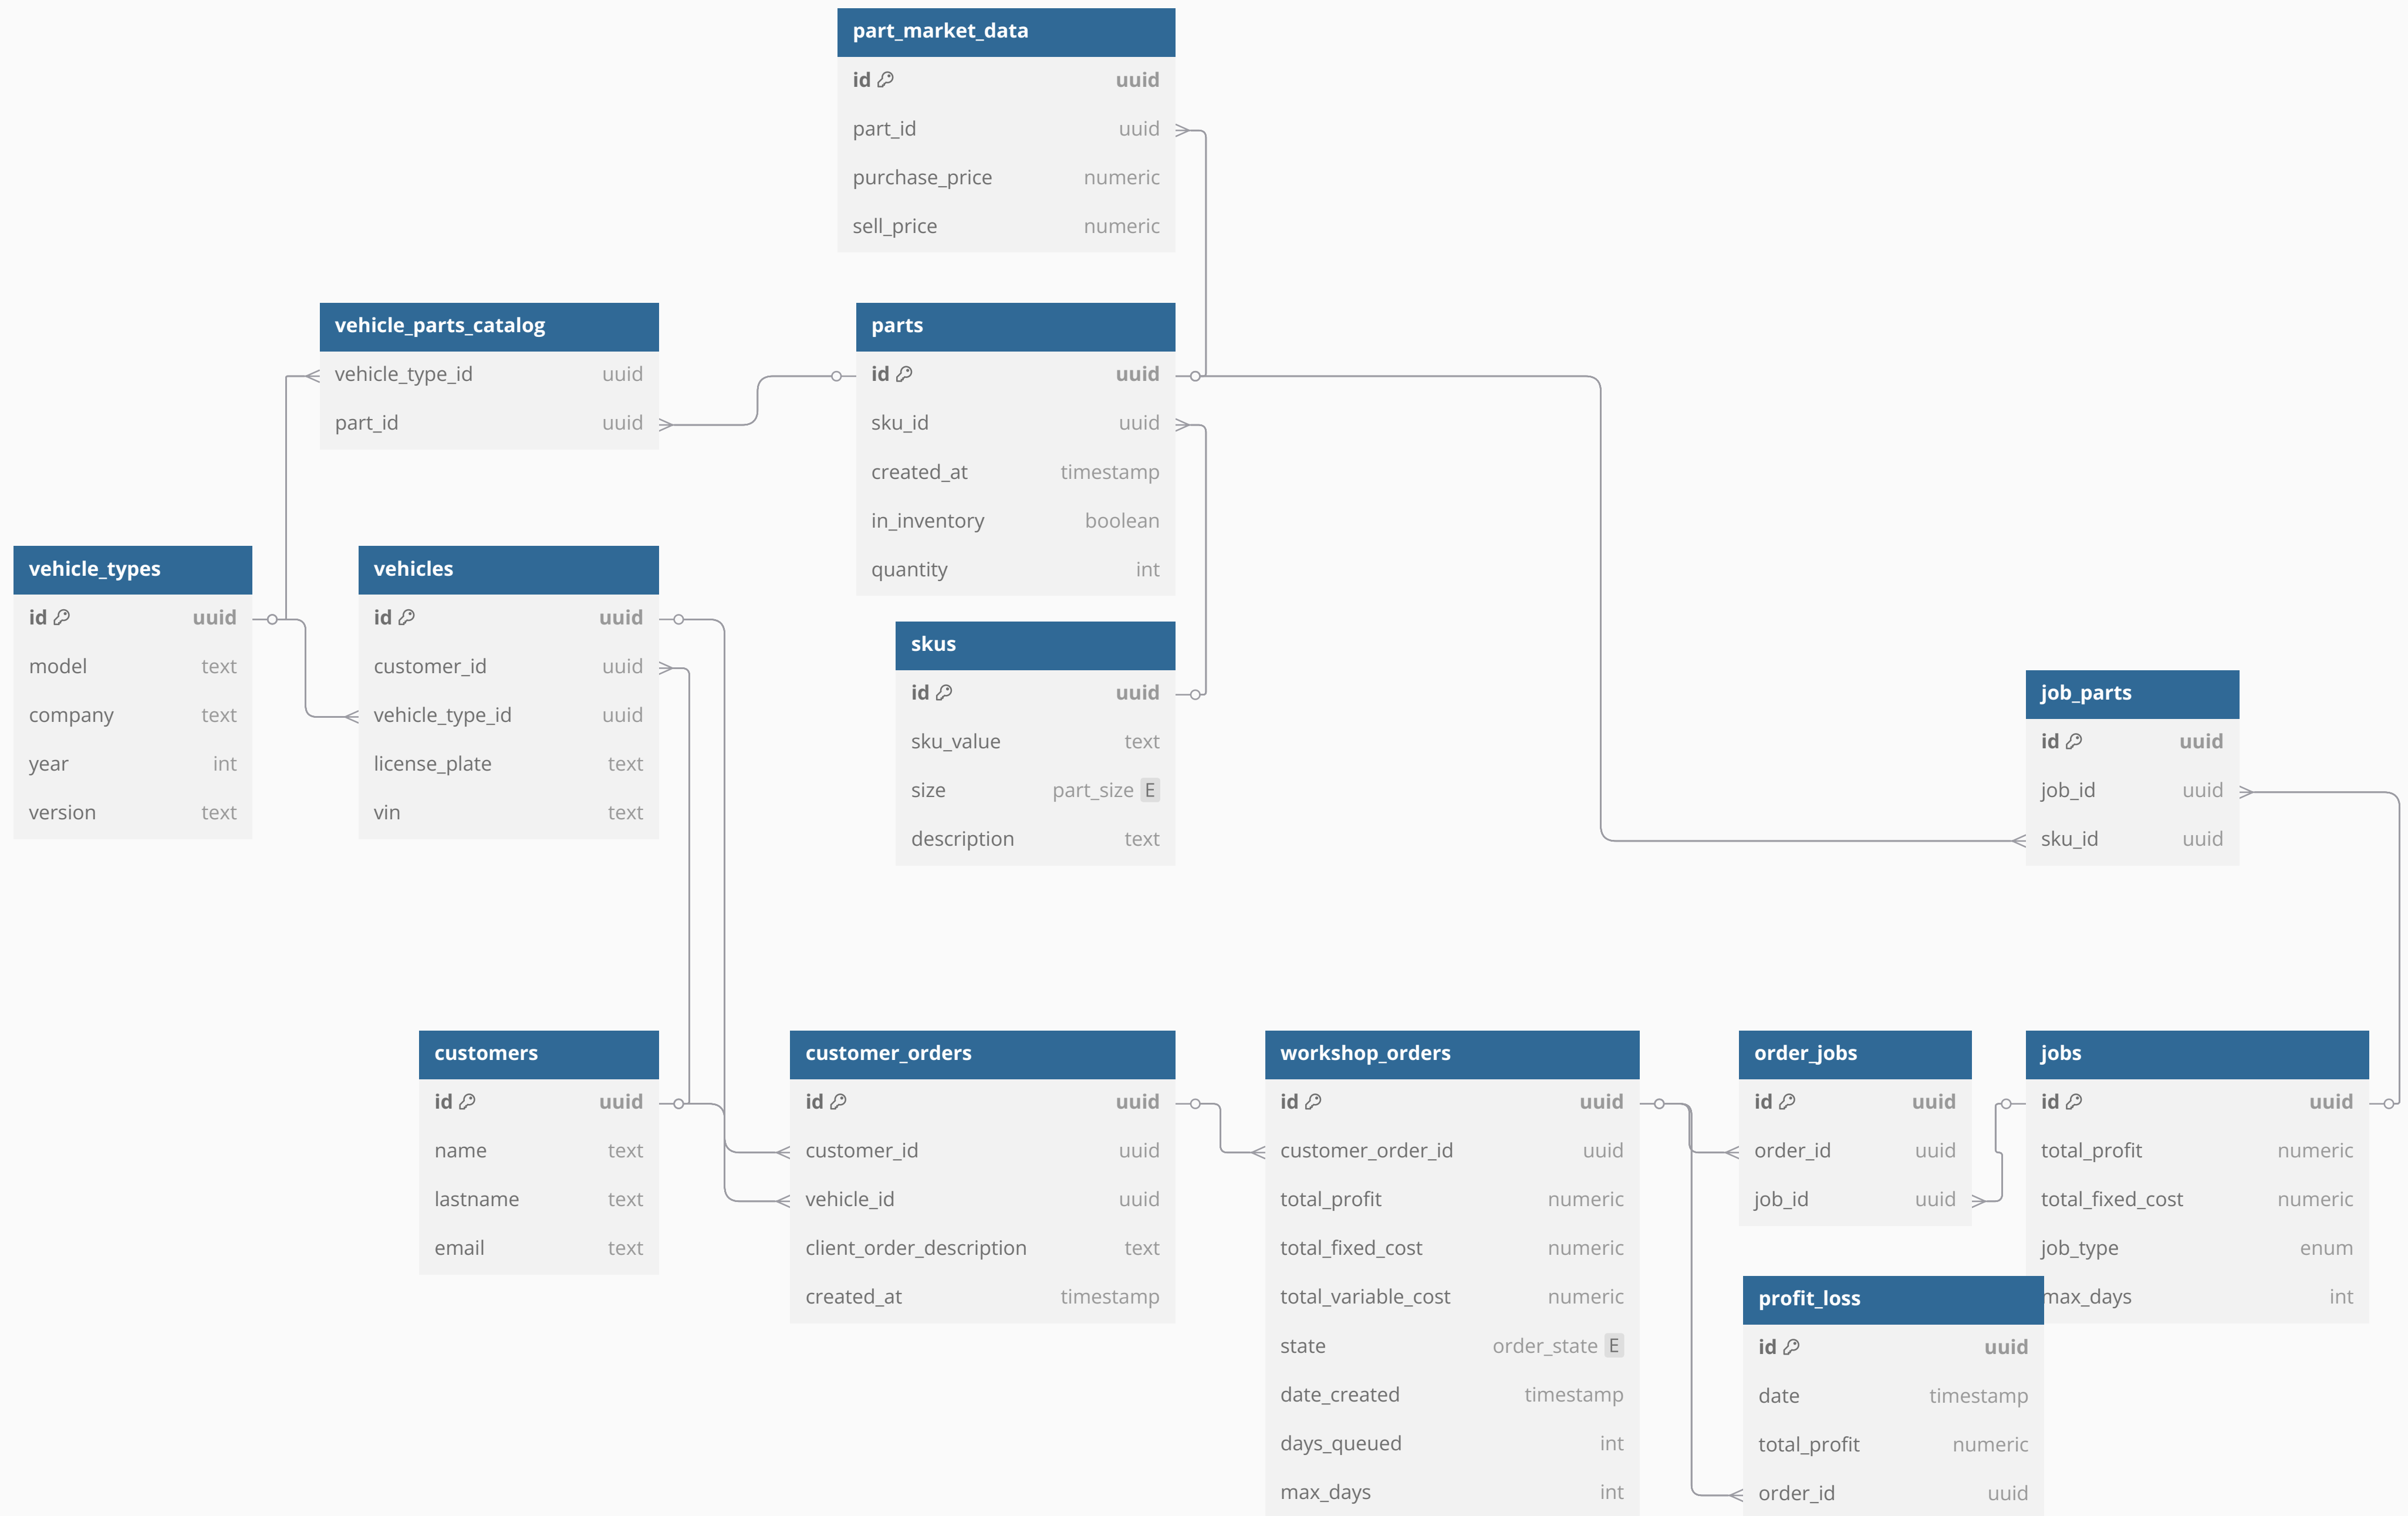 part_market_data
id uuid
part_id uuid
purchase_price numeric
sell_price numeric
vehicle_parts_catalog
vehicle_type_id uuid
part_id uuid
parts
id uuid
sku_id uuid
created_at timestamp
in_inventory boolean
quantity int
vehicle_types
id uuid
model text
company text
year int
version text
vehicles
id uuid
customer_id uuid
vehicle_type_id uuid
license_plate text
vin text
skus
id uuid
sku_value text
size part_size E
description text
job_parts
id uuid
job_id uuid
sku_id uuid
customers
id uuid
name text
lastname text
email text
customer_orders
id uuid
customer_id uuid
vehicle_id uuid
client_order_description text
created_at timestamp
workshop_orders
id uuid
customer_order_id uuid
total_profit numeric
total_fixed_cost numeric
total_variable_cost numeric
state order_state E
date_created timestamp
days_queued int
max_days int
order_jobs
id uuid
order_id uuid
job_id uuid
jobs
id uuid
total_profit numeric
total_fixed_cost numeric
job_type enum
max_days int
profit_loss
id uuid
date timestamp
total_profit numeric
order_id uuid